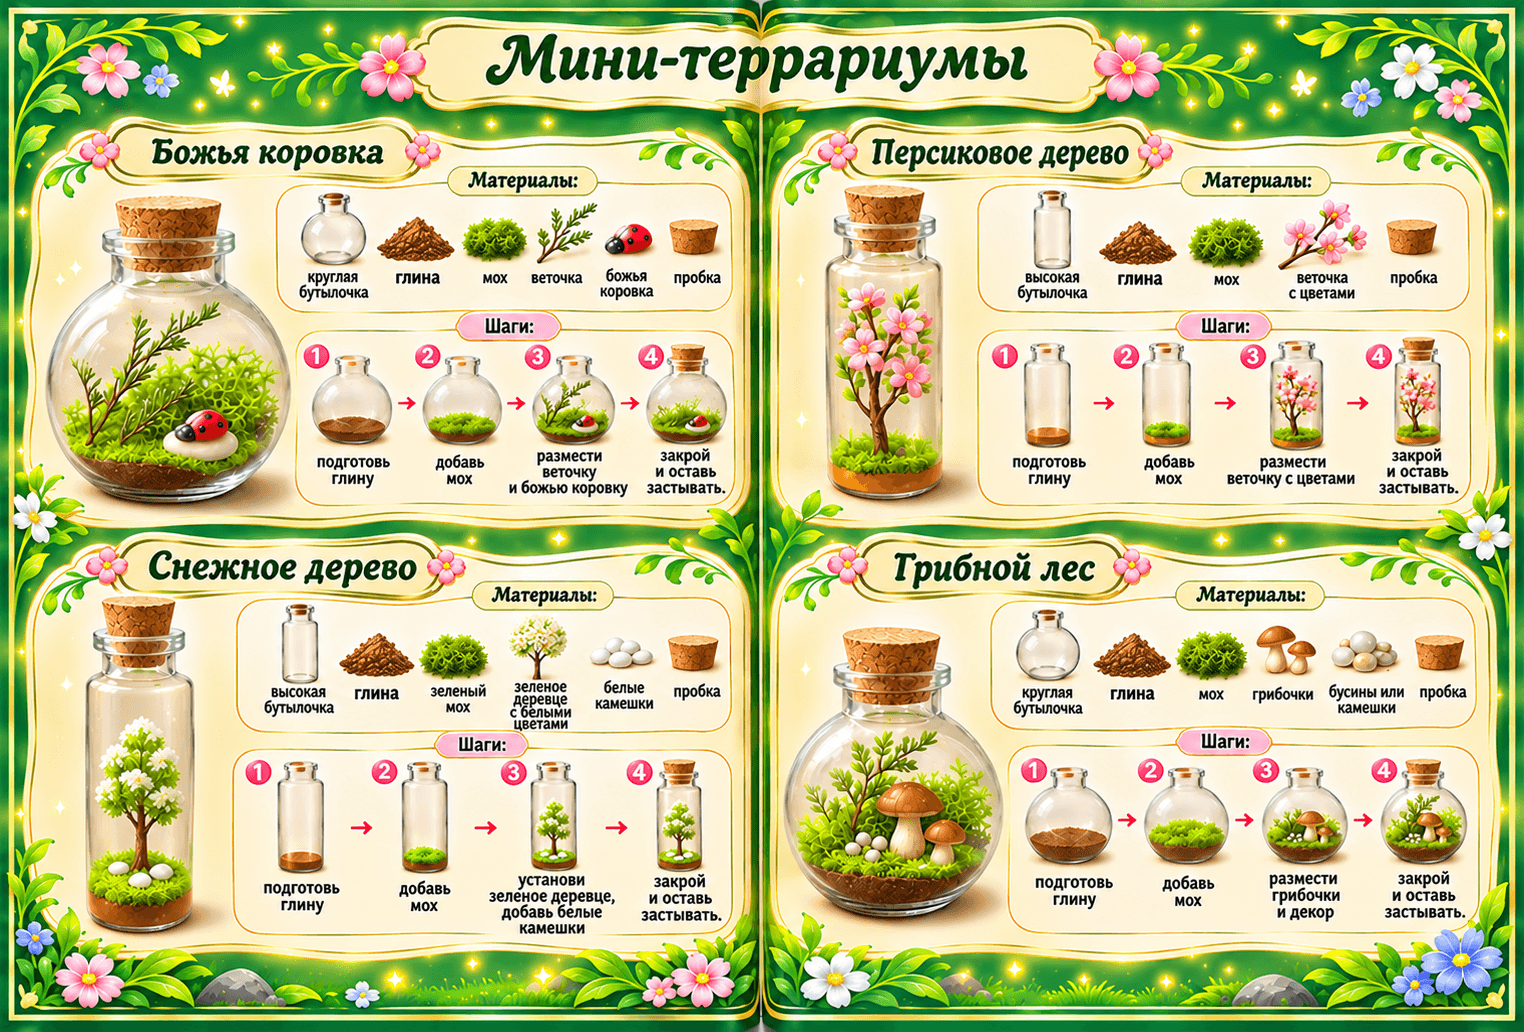 Мини-террариумы
Божья коровка
Материалы:
круглая
бутылочка
глина
мох
веточка
божья
коровка
пробка
Шаги:
1
2
3
4
подготовь
глину
добавь
мох
размести
веточку
и божью коровку
закрой
и оставь
застывать.
Персиковое дерево
Материалы:
высокая
бутылочка
глина
мох
веточка
с цветами
пробка
Шаги:
1
2
3
4
подготовь
глину
добавь
мох
размести
веточку с цветами
закрой
и оставь
застывать.
Снежное дерево
Материалы:
высокая
бутылочка
глина
зеленый
мох
зеленое
деревце
с белыми
цветами
белые
камешки
пробка
Шаги:
1
2
3
4
подготовь
глину
добавь
мох
установи
зеленое деревце,
добавь белые
камешки
закрой
и оставь
застывать.
Грибной лес
Материалы:
круглая
бутылочка
глина
мох
грибочки
бусины или
камешки
пробка
Шаги:
1
2
3
4
подготовь
глину
добавь
мох
размести
грибочки
и декор
закрой
и оставь
застывать.